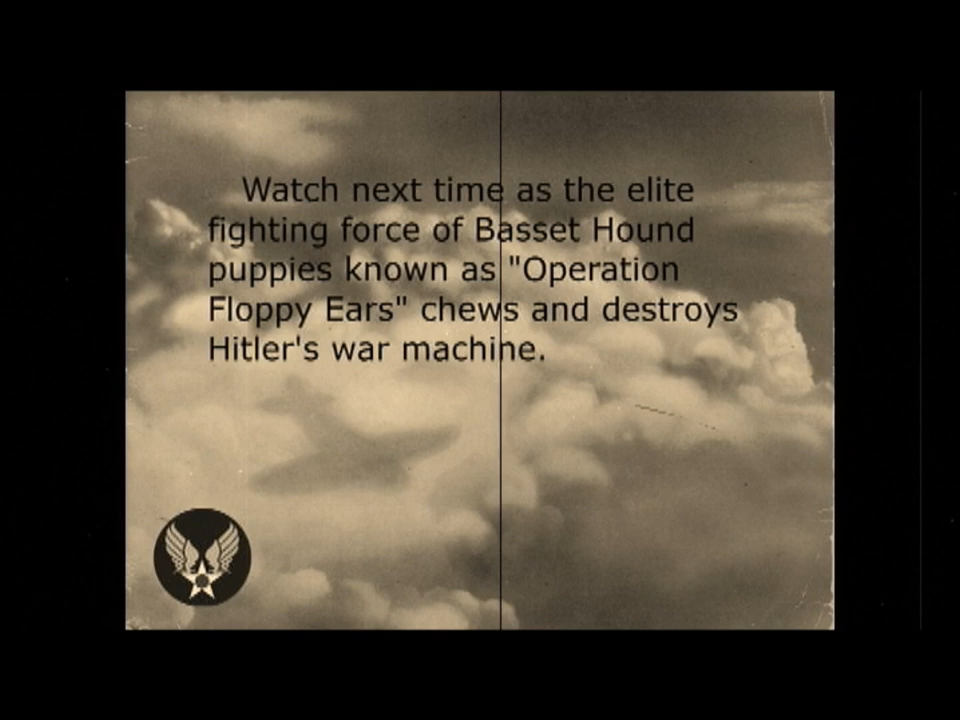 Watch next time as the elite
fighting force of Basset Hound
puppies known as "Operation
Floppy Ears" chews and destroys
Hitler's war machine.